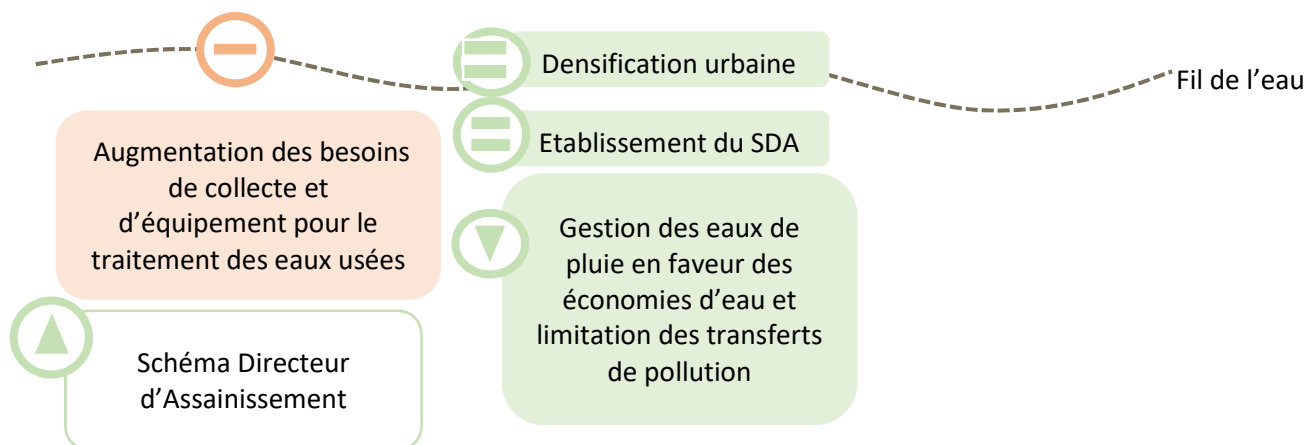 Densification urbaine
Fil de l’eau
Etablissement du SDA
Augmentation des besoins
de collecte et
d’équipement pour le
traitement des eaux usées
Gestion des eaux de
pluie en faveur des
économies d’eau et
limitation des transferts
de pollution
Schéma Directeur
d’Assainissement